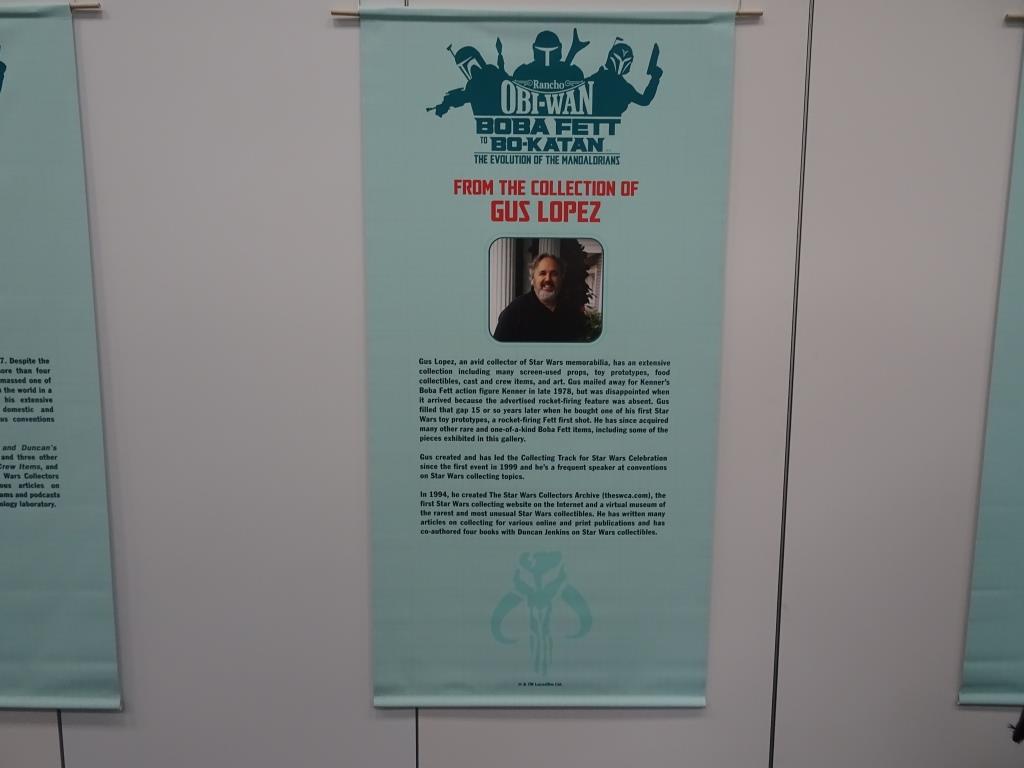 Rancho
OBI-WAN
BOBA FETT
TO BO-KATAN
THE EVOLUTION OF THE MANDALORIANS
FROM THE COLLECTION OF
GUS LOPEZ
Gus Lopez, an avid collector of Star Wars memorabilia, has an extensive
collection including many screen-used props, toy prototypes, food
collectibles, cast and crew items, and art. Gus mailed away for Kenner's
Boba Fett action figure Kenner in late 1978, but was disappointed when
it arrived because the advertised rocket-firing feature was absent. Gus
filled that gap 15 or so years later when he bought one of his first Star
Wars toy prototypes, a rocket-firing Fett first shot. He has since acquired
many other rare and one-of-a-kind Boba Fett items, including some of the
pieces exhibited in this gallery.
Gus created and has led the Collecting Track for Star Wars Celebration
since the first event in 1999 and he's a frequent speaker at conventions
on Star Wars collecting topics.
In 1994, he created The Star Wars Collectors Archive (theswca.com), the
first Star Wars collecting website on the Internet and a virtual museum of
the rarest and most unusual Star Wars collectibles. He has written many
articles on collecting for various online and print publications and has
co-authored four books with Duncan Jenkins on Star Wars collectibles.
© & TM Lucasfilm Ltd.
7. Despite the
more than four
massed one of
the world in a
his extensive
domestic and
conventions
and Duncan's
and three other
Crew Items, and
Wars Collectors
articles on
and podcasts
laboratory.